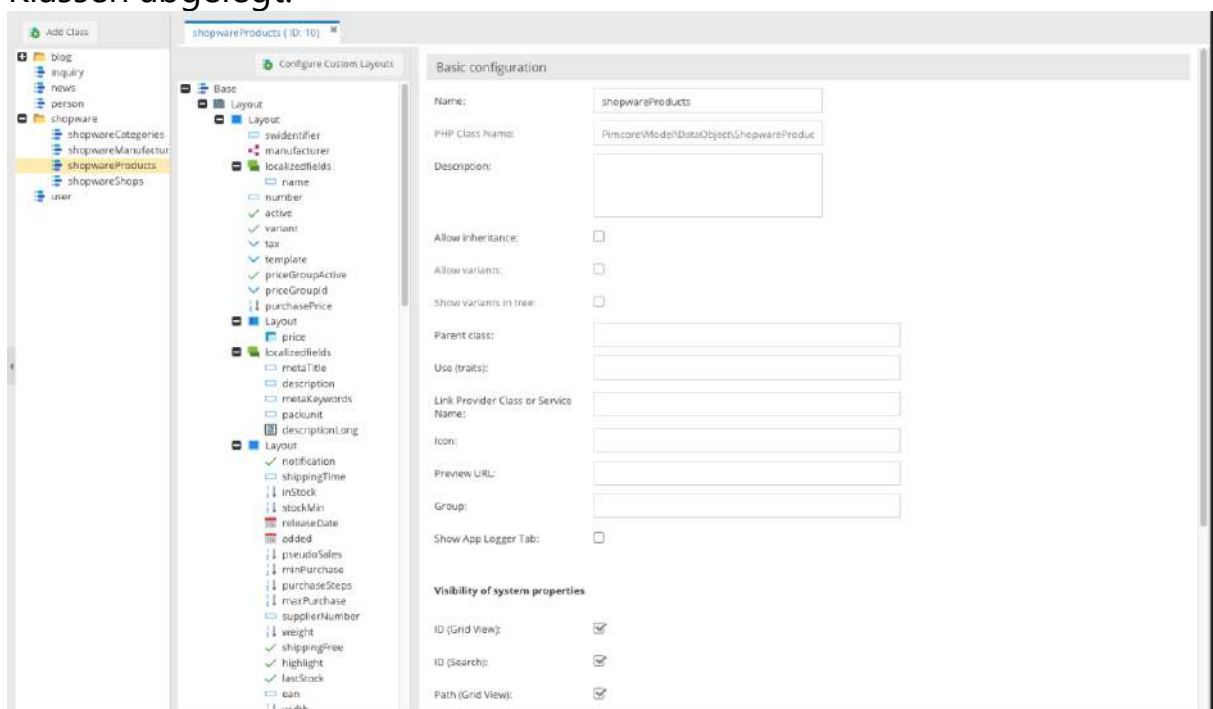 Klassen abgelegt.
Add Class
blog
inquiry
news
person
shopware
shopwareCategories
shopwareManufactur
shopwareProducts
shopwareShops
user
shopwareProducts ( ID: 10)
Configure Custom Layouts
Base
Layout
Layout
swidentifier
manufacturer
localizedfields
name
number
active
variant
tax
template
priceGroupActive
priceGroupId
purchasePrice
Layout
price
localizedfields
metaTitle
description
metaKeywords
packunit
descriptionLong
Layout
notification
shippingTime
inStock
stockMin
releaseDate
added
pseudoSales
minPurchase
purchaseSteps
maxPurchase
supplierNumber
weight
shippingFree
highlight
lastStock
ean
width
Basic configuration
Name: shopwareProducts
PHP Class Name: Pimcore\Model\DataObject\ShopwareProduc
Description:
Allow inheritance:
Allow variants:
Show variants in tree:
Parent class:
Use (traits):
Link Provider Class or Service
Name:
Icon:
Preview URL:
Group:
Show App Logger Tab:
Visibility of system properties
ID (Grid View):
ID (Search):
Path (Grid View):